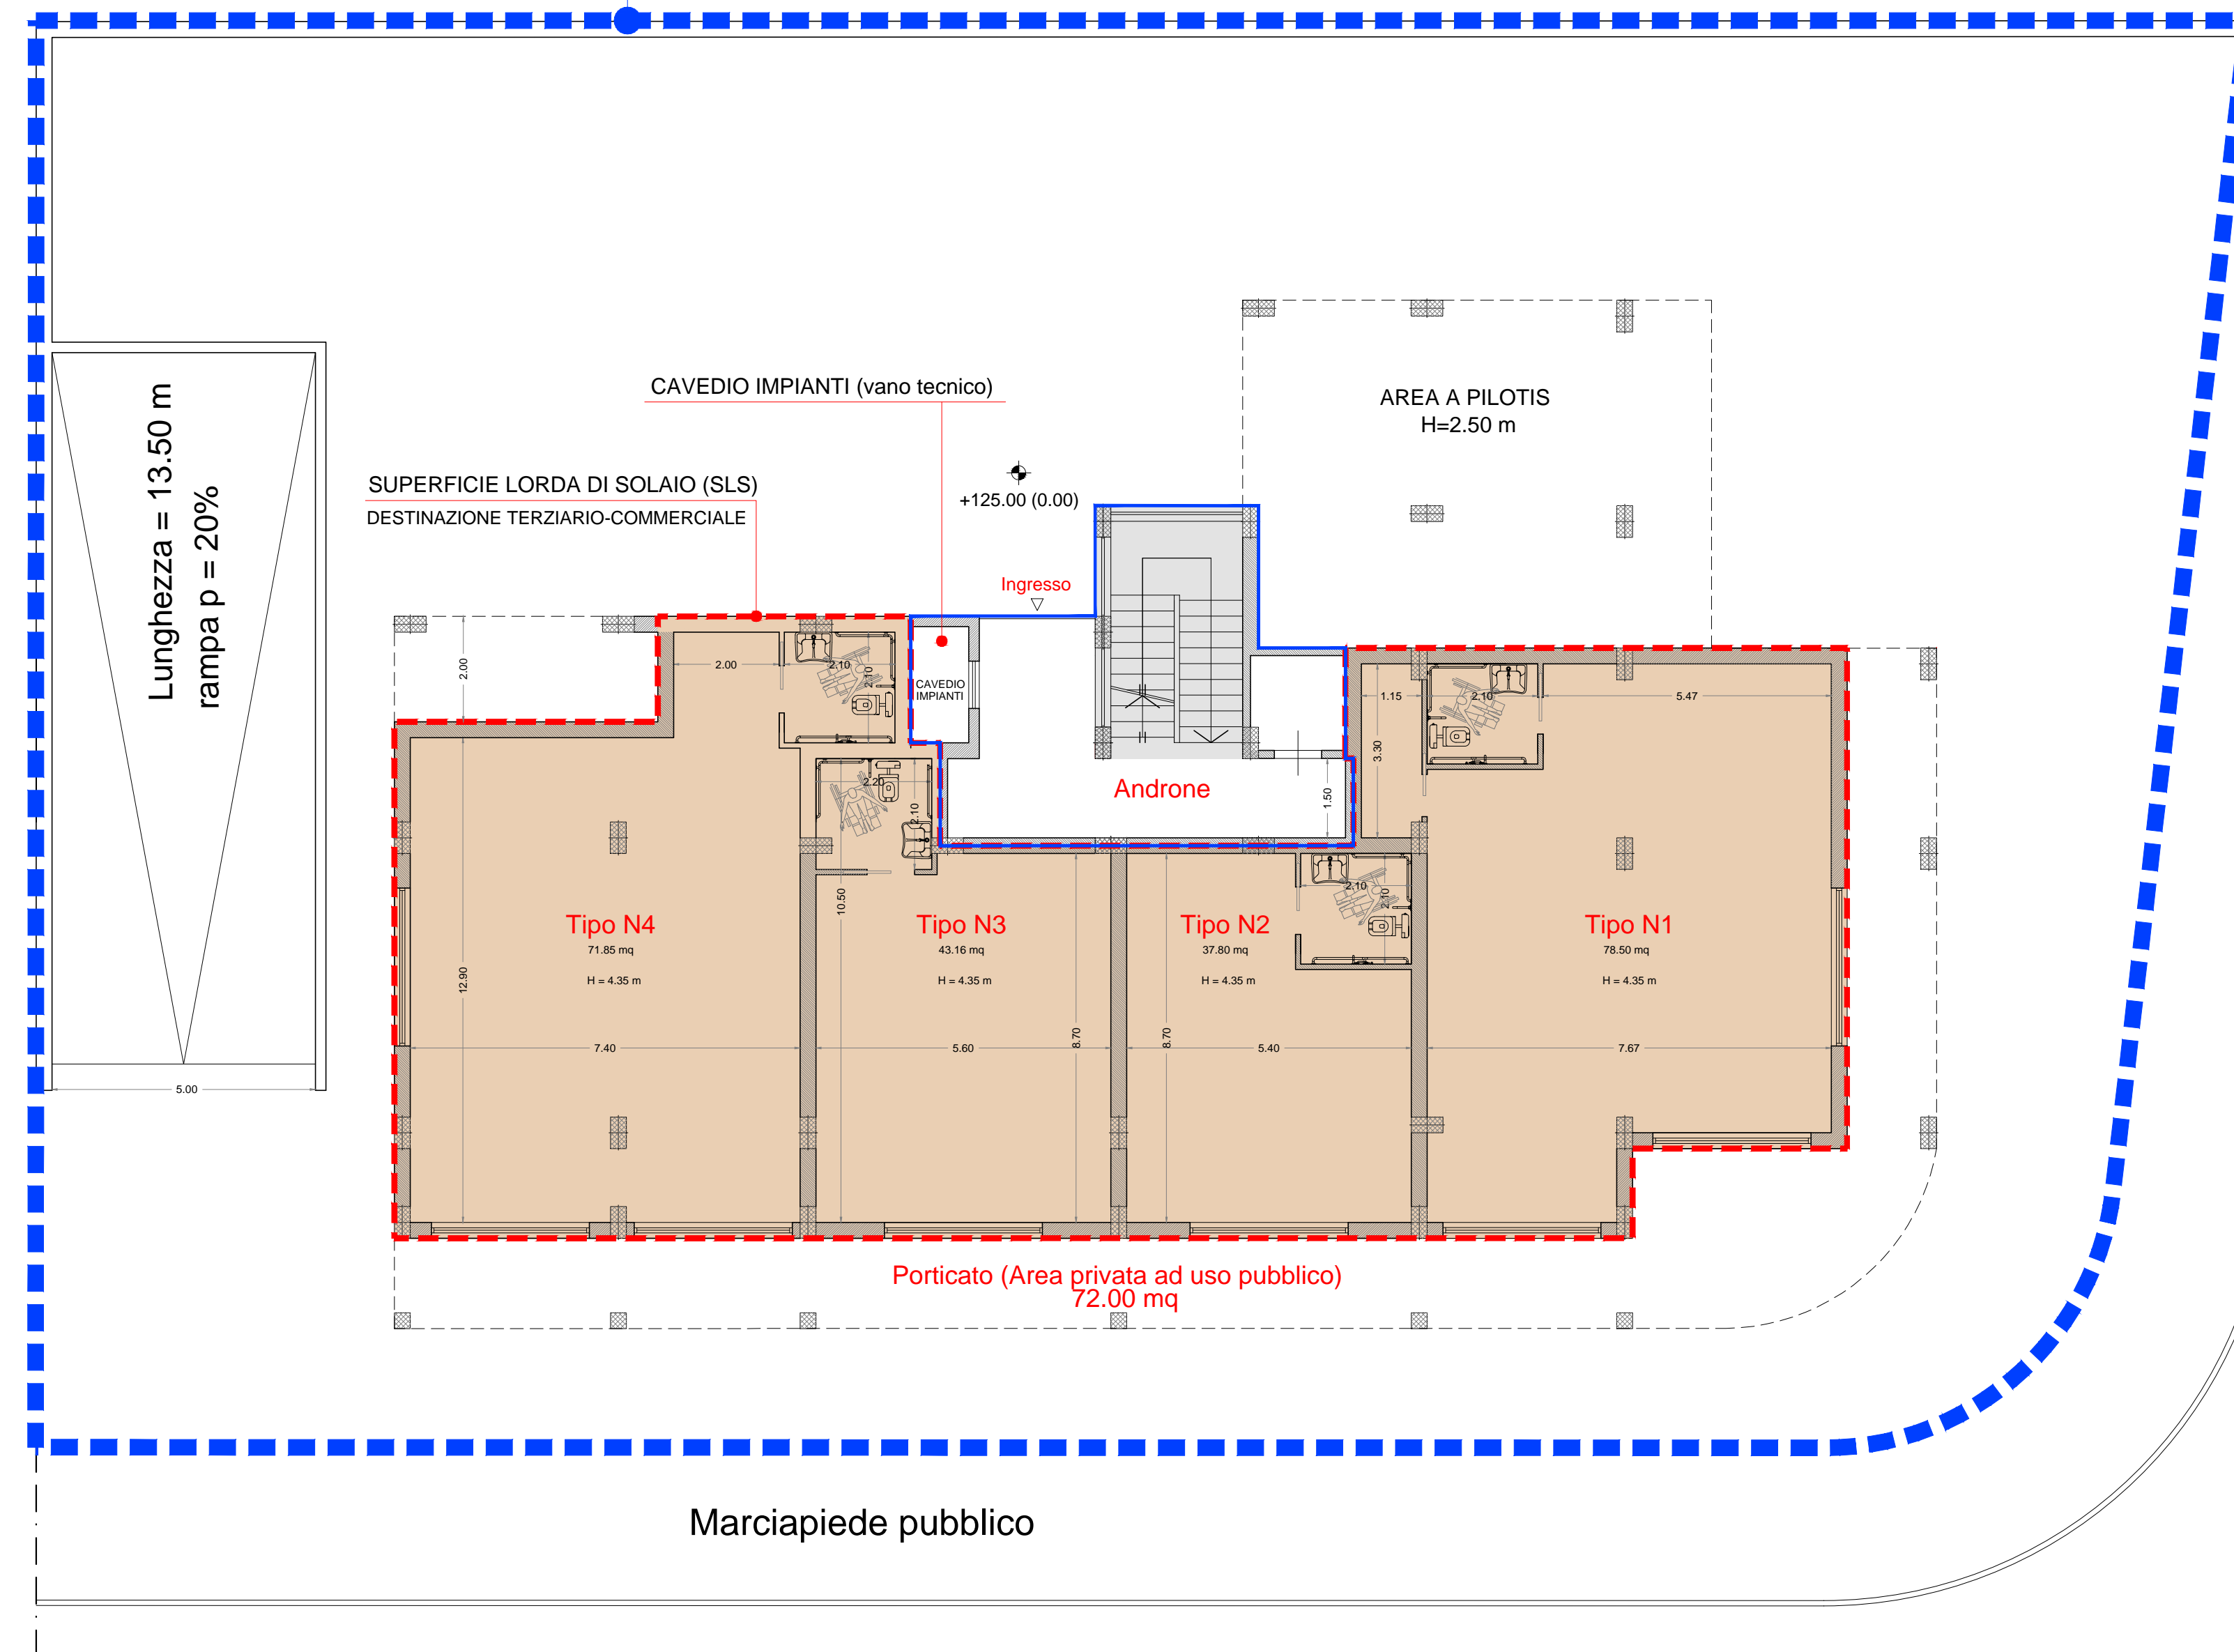 Lunghezza = 13.50 m
rampa p = 20%
5.00
CAVEDIO IMPIANTI (vano tecnico)
SUPERFICIE LORDA DI SOLAIO (SLS)
DESTINAZIONE TERZIARIO-COMMERCIALE
+125.00 (0.00)
AREA A PILOTIS
H=2.50 m
Ingresso
2.00
2.00
2.10
2.10
CAVEDIO
IMPIANTI
1.15
2.10
5.47
3.30
Androne
1.50
2.20
2.10
10.50
2.10
2.10
Tipo N4
71.85 mq
H = 4.35 m
Tipo N3
43.16 mq
H = 4.35 m
Tipo N2
37.80 mq
H = 4.35 m
Tipo N1
78.50 mq
H = 4.35 m
12.90
8.70
8.70
7.40
5.60
5.40
7.67
Porticato (Area privata ad uso pubblico)
72.00 mq
Marciapiede pubblico